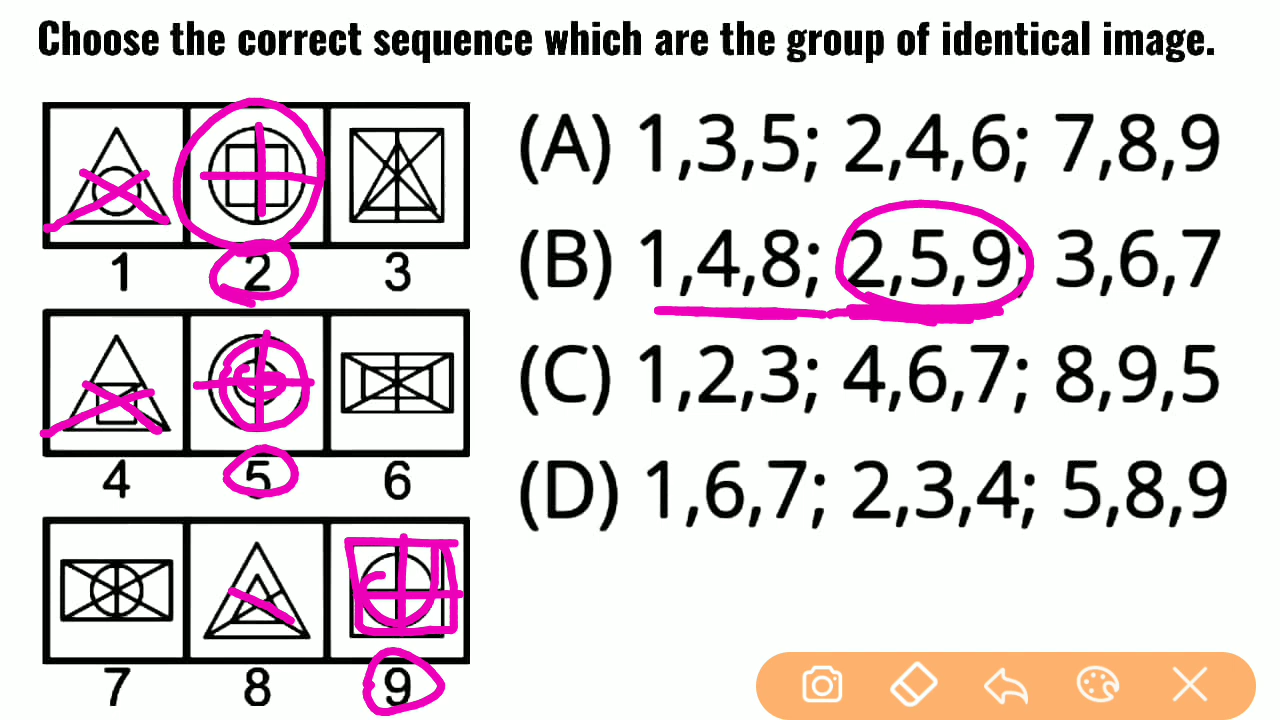 Choose the correct sequence which are the group of identical image.
1 2 3
4 5 6
7 8 9
(A) 1,3,5; 2,4,6; 7,8,9
(B) 1,4,8; 2,5,9; 3,6,7
(C) 1,2,3; 4,6,7; 8,9,5
(D) 1,6,7; 2,3,4; 5,8,9